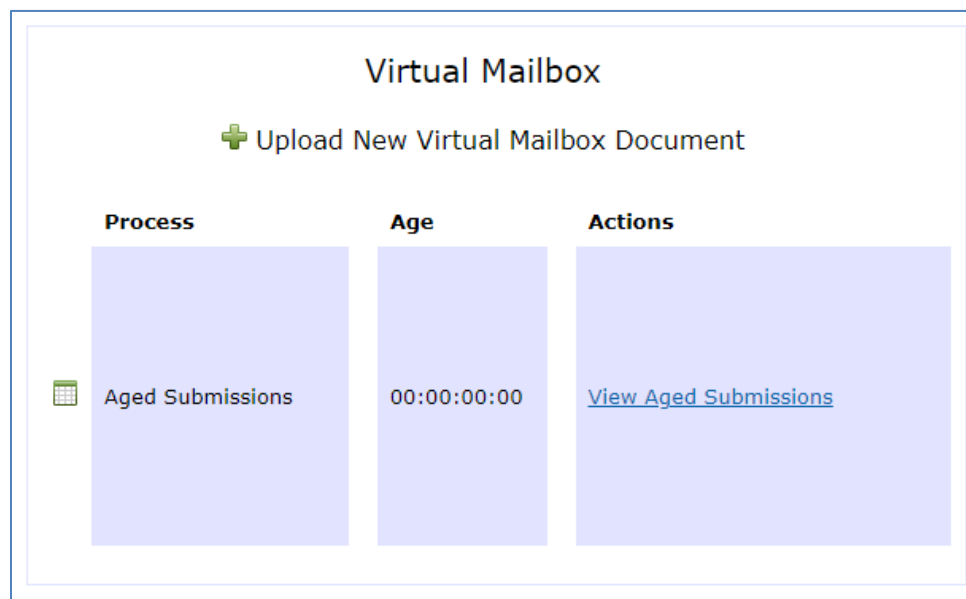 Virtual Mailbox
Upload New Virtual Mailbox Document
Process Age Actions
Aged Submissions 00:00:00:00 View Aged Submissions